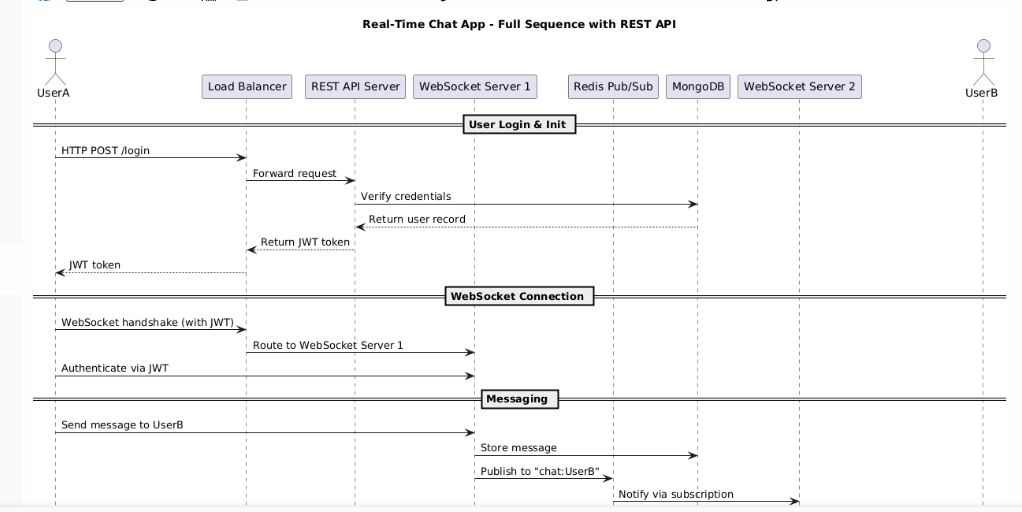 Real-Time Chat App - Full Sequence with REST API
UserA
Load Balancer
REST API Server
WebSocket Server 1
Redis Pub/Sub
MongoDB
WebSocket Server 2
UserB
User Login & Init
HTTP POST /login
Forward request
Verify credentials
Return user record
Return JWT token
JWT token
WebSocket Connection
WebSocket handshake (with JWT)
Route to WebSocket Server 1
Authenticate via JWT
Messaging
Send message to UserB
Store message
Publish to "chat:UserB"
Notify via subscription